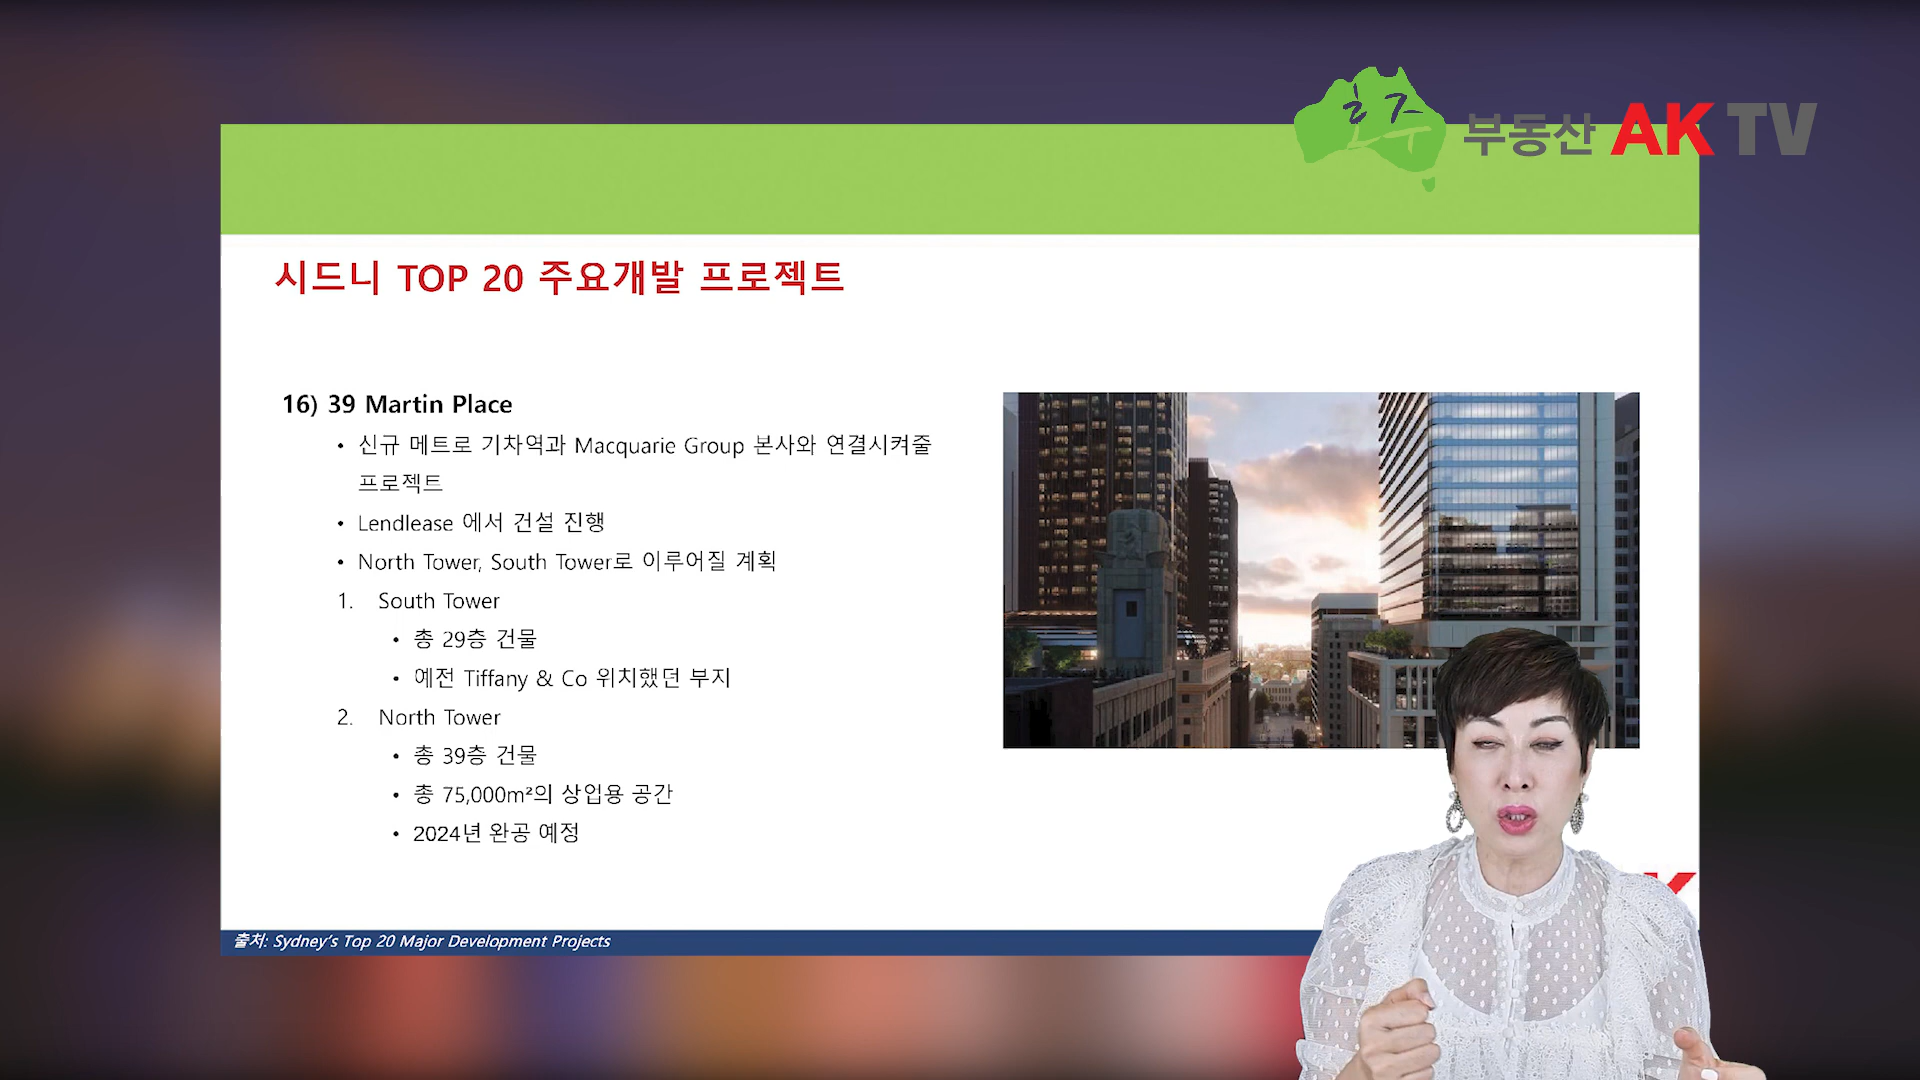 호주 부동산 AK TV
시드니 TOP 20 주요개발 프로젝트
16) 39 Martin Place
• 신규 메트로 기차역과 Macquarie Group 본사와 연결시켜줄
프로젝트
• Lendlease 에서 건설 진행
• North Tower, South Tower로 이루어질 계획
1. South Tower
• 총 29층 건물
• 예전 Tiffany & Co 위치했던 부지
2. North Tower
• 총 39층 건물
• 총 75,000m²의 상업용 공간
• 2024년 완공 예정
출처: Sydney's Top 20 Major Development Projects